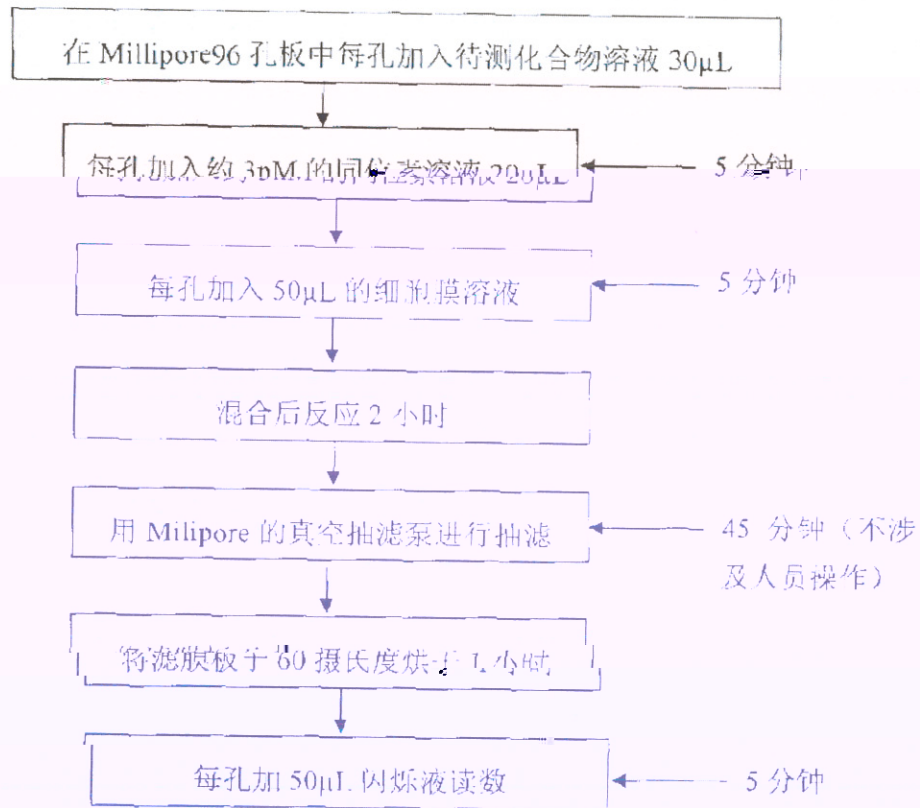 在 Millipore96 孔板中每孔加入待测化合物溶液 30μL
每孔加入约 3pM 的同位素溶液 20μL
5 分钟
每孔加入 50μL 的细胞膜溶液
5 分钟
混合后反应 2 小时
用 Milipore 的真空抽滤泵进行抽滤
45 分钟（不涉
及人员操作）
将滤膜板于 60 摄氏度烘干 1 小时
每孔加 50μL 闪烁液读数
5 分钟